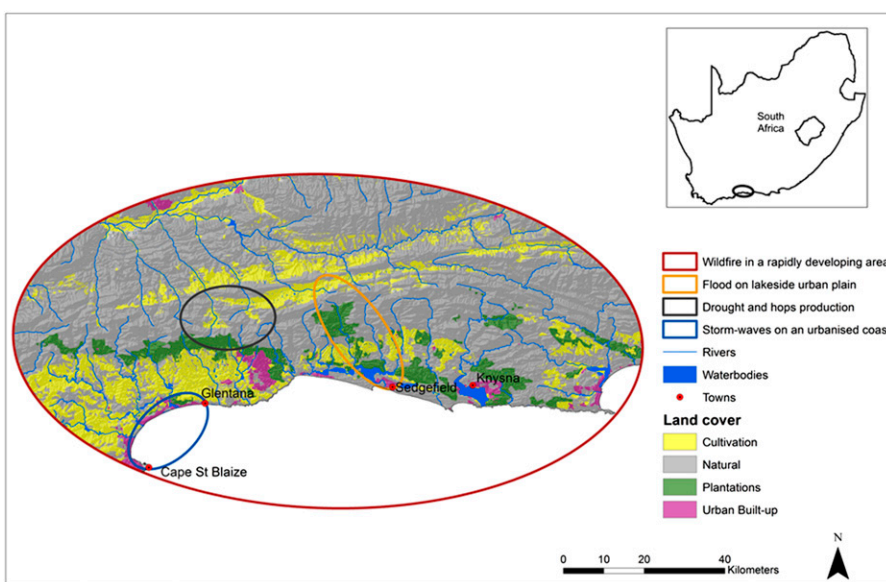 South
Africa
Wildfire in a rapidly developing area
Flood on lakeside urban plain
Drought and hops production
Storm-waves on an urbanised coas
Rivers
Waterbodies
Towns
Land cover
Cultivation
Natural
Plantations
Urban Built-up
Glentana
Sedgefield
Knysna
Cape St Blaize
N
0 10 20 40
Kilometers